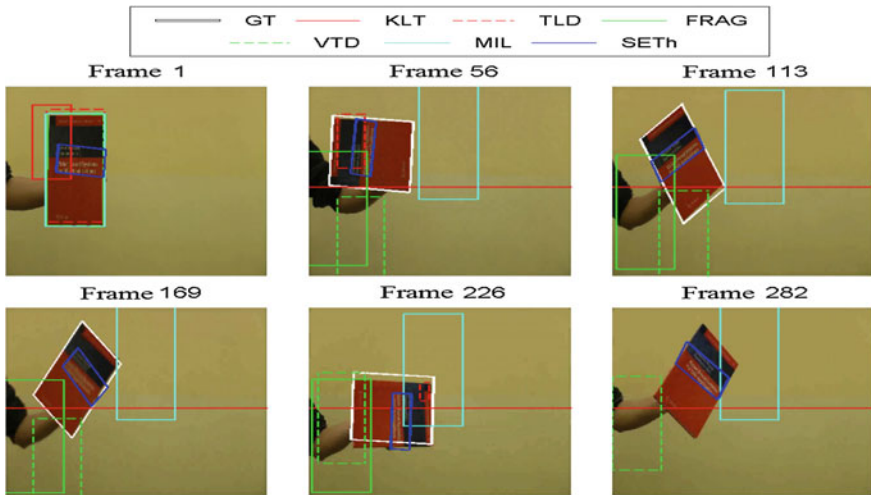 GT KLT TLD FRAG
VTD MIL SETh
Frame 1 Frame 56 Frame 113
Frame 169 Frame 226 Frame 282